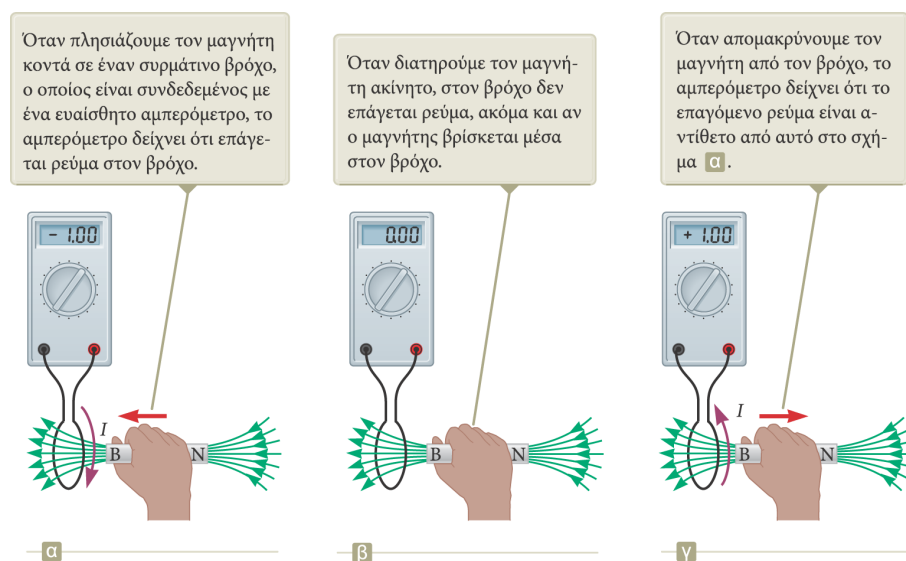 Όταν πλησιάζουμε τον μαγνήτη
κοντά σε έναν συρμάτινο βρόχο,
ο οποίος είναι συνδεδεμένος με
ένα ευαίσθητο αμπερόμετρο, το
αμπερόμετρο δείχνει ότι επάγε-
ται ρεύμα στον βρόχο.
Όταν διατηρούμε τον μαγνή-
τη ακίνητο, στον βρόχο δεν
επάγεται ρεύμα, ακόμα και αν
ο μαγνήτης βρίσκεται μέσα
στον βρόχο.
Όταν απομακρύνουμε τον
μαγνήτη από τον βρόχο, το
αμπερόμετρο δείχνει ότι το
επαγόμενο ρεύμα είναι α-
ντίθετο από αυτό στο σχή-
μα α.
- 1.00
0.00
+ 1.00
I
B
N
B
N
I
B
N
α
β
γ